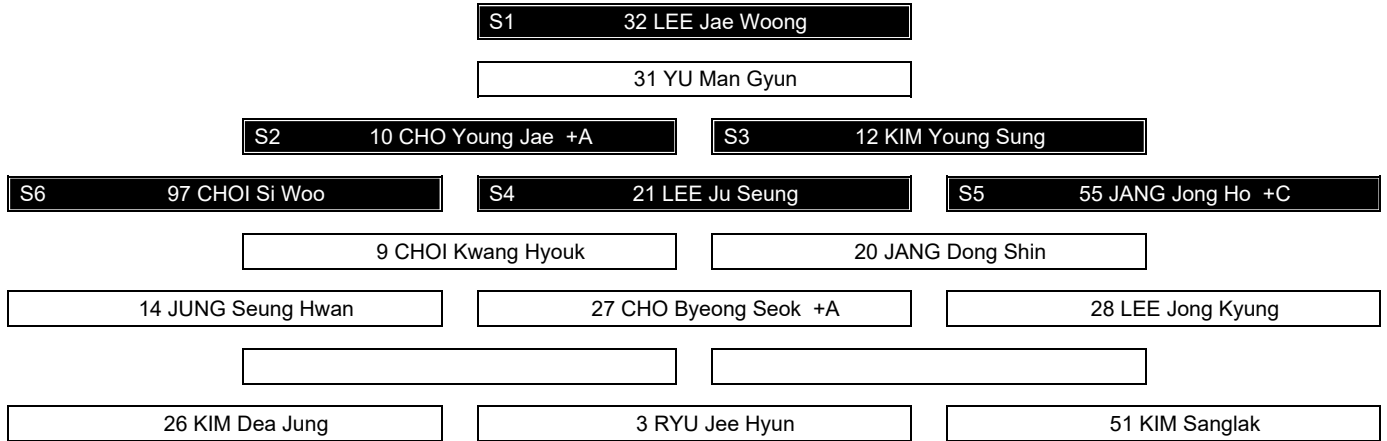 S1 32 LEE Jae Woong
31 YU Man Gyun
S2 10 CHO Young Jae +A S3 12 KIM Young Sung
S6 97 CHOI Si Woo S4 21 LEE Ju Seung S5 55 JANG Jong Ho +C
9 CHOI Kwang Hyouk 20 JANG Dong Shin
14 JUNG Seung Hwan 27 CHO Byeong Seok +A 28 LEE Jong Kyung
26 KIM Dea Jung 3 RYU Jee Hyun 51 KIM Sanglak